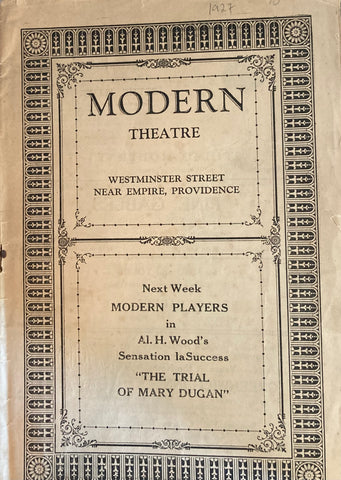 1927
MODERN
THEATRE
WESTMINSTER STREET
NEAR EMPIRE, PROVIDENCE
Next Week
MODERN PLAYERS
in
Al. H. Wood's
Sensation laSuccess
"THE TRIAL
OF MARY DUGAN"